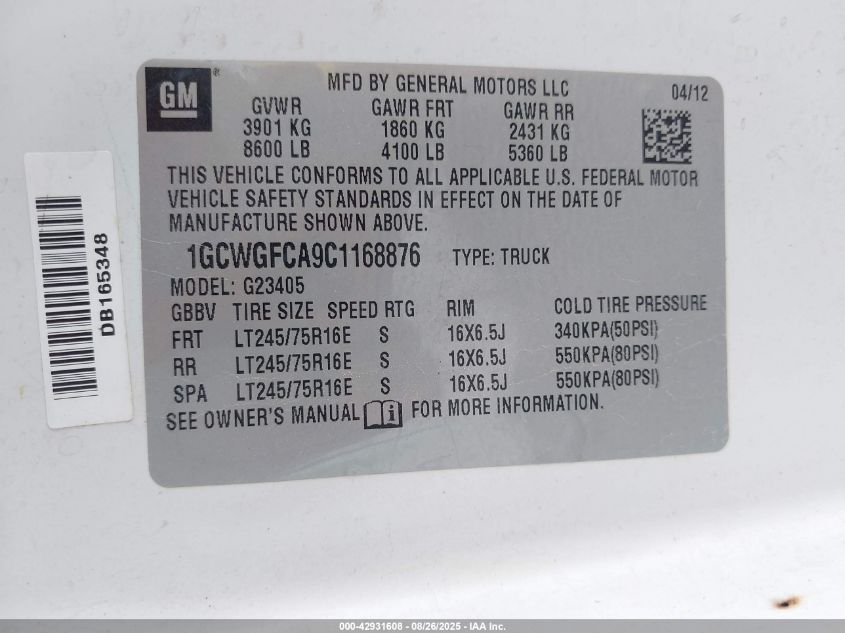 GM
®
MFD BY GENERAL MOTORS LLC
04/12
GVWR GAWR FRT GAWR RR
3901 KG 1860 KG 2431 KG
8600 LB 4100 LB 5360 LB
THIS VEHICLE CONFORMS TO ALL APPLICABLE U.S. FEDERAL MOTOR
VEHICLE SAFETY STANDARDS IN EFFECT ON THE DATE OF
MANUFACTURE SHOWN ABOVE.
1GCWGFCA9C1168876 TYPE: TRUCK
MODEL: G23405
GBBV TIRE SIZE SPEED RTG RIM COLD TIRE PRESSURE
FRT LT245/75R16E S 16X6.5J 340KPA(50PSI)
RR LT245/75R16E S 16X6.5J 550KPA(80PSI)
SPA LT245/75R16E S 16X6.5J 550KPA(80PSI)
SEE OWNER'S MANUAL FOR MORE INFORMATION.
DB165348
000-42931608 - 08/26/2025 - IAA Inc.